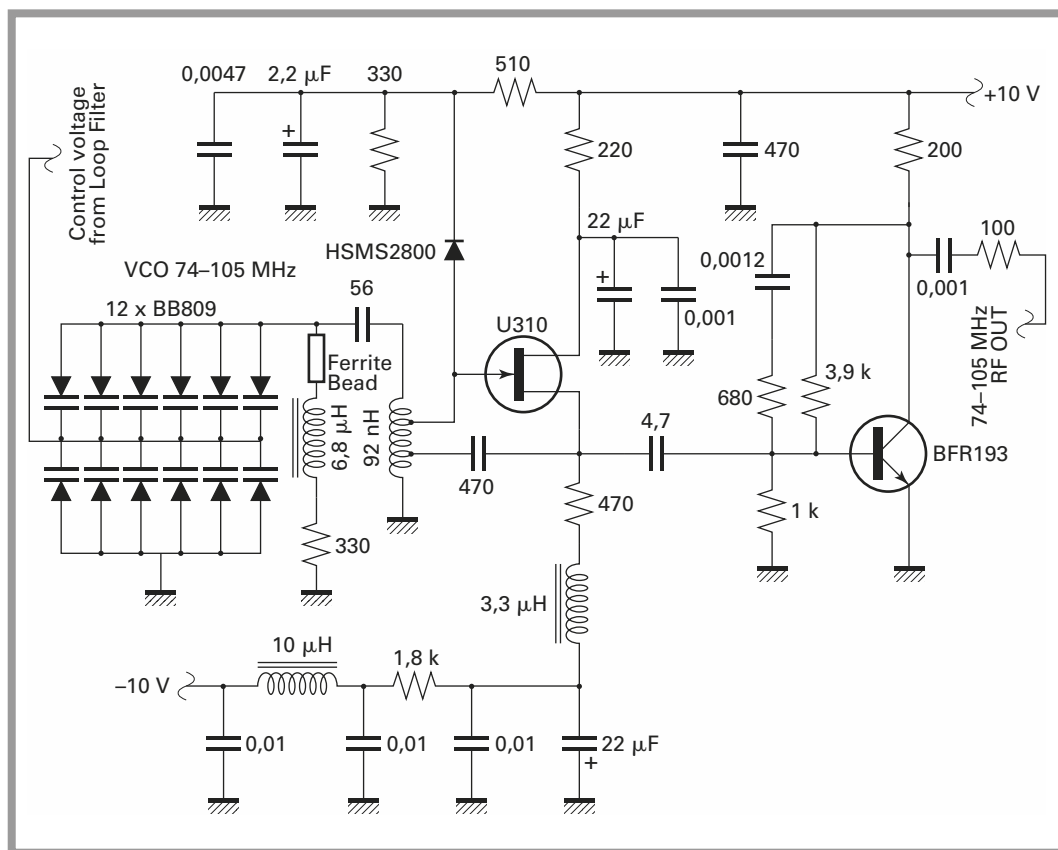 0,0047
2,2 µF
330
510
+10 V
+
220
470
200
Control voltage
from Loop Filter
HSMS2800
22 µF
+
0,001
0,0012
100
0,001
VCO 74–105 MHz
12 x BB809
56
U310
Ferrite
Bead
6,8 µH
92 nH
680
3,9 k
74–105 MHz
RF OUT
470
4,7
BFR193
330
470
1 k
3,3 µH
10 µH
1,8 k
–10 V
0,01
0,01
0,01
22 µF
+